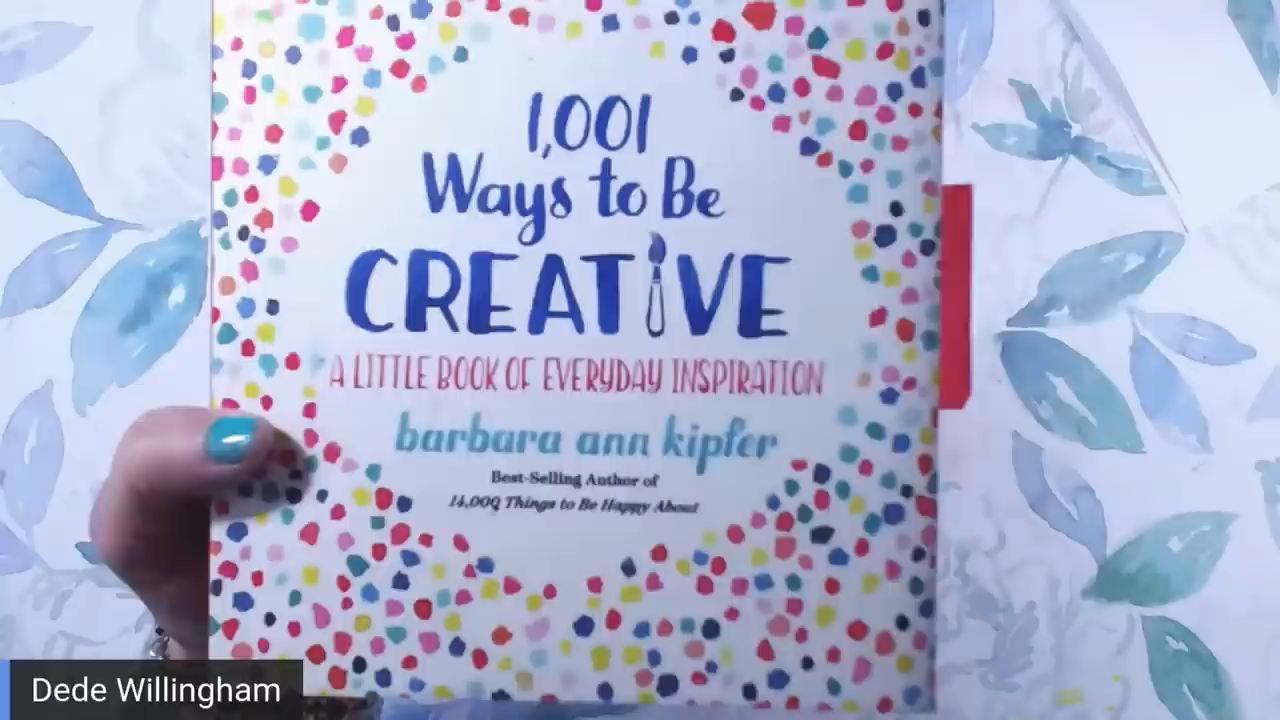 1,001
Ways to Be
CREATIVE
A LITTLE BOOK OF EVERYDAY INSPIRATION
barbara ann kipfer
Best-Selling Author of
14,000 Things to Be Happy About
Dede Willingham